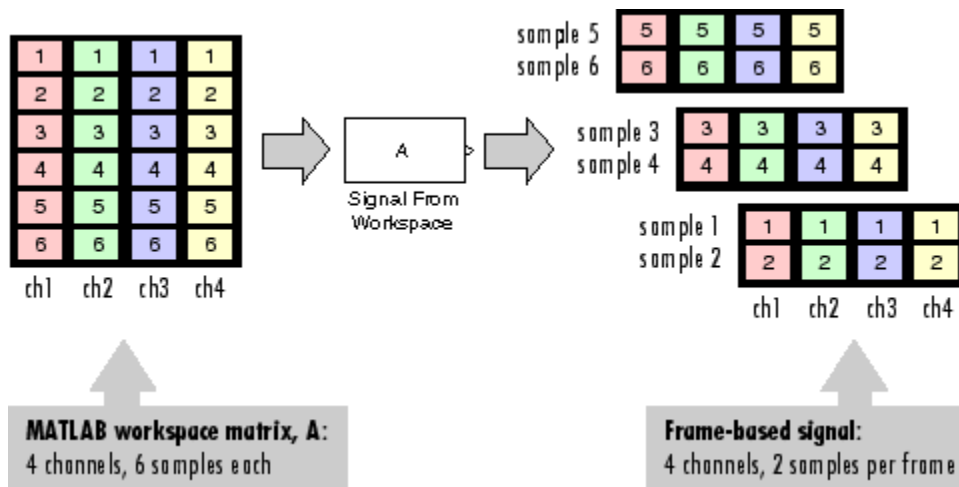 1 1 1 1
2 2 2 2
3 3 3 3
4 4 4 4
5 5 5 5
6 6 6 6
ch1 ch2 ch3 ch4
A
Signal From
Workspace
sample 5 5 5 5 5
sample 6 6 6 6 6
sample 3 3 3 3 3
sample 4 4 4 4 4
sample 1 1 1 1 1
sample 2 2 2 2 2
ch1 ch2 ch3 ch4
MATLAB workspace matrix, A:
4 channels, 6 samples each
Frame-based signal:
4 channels, 2 samples per frame